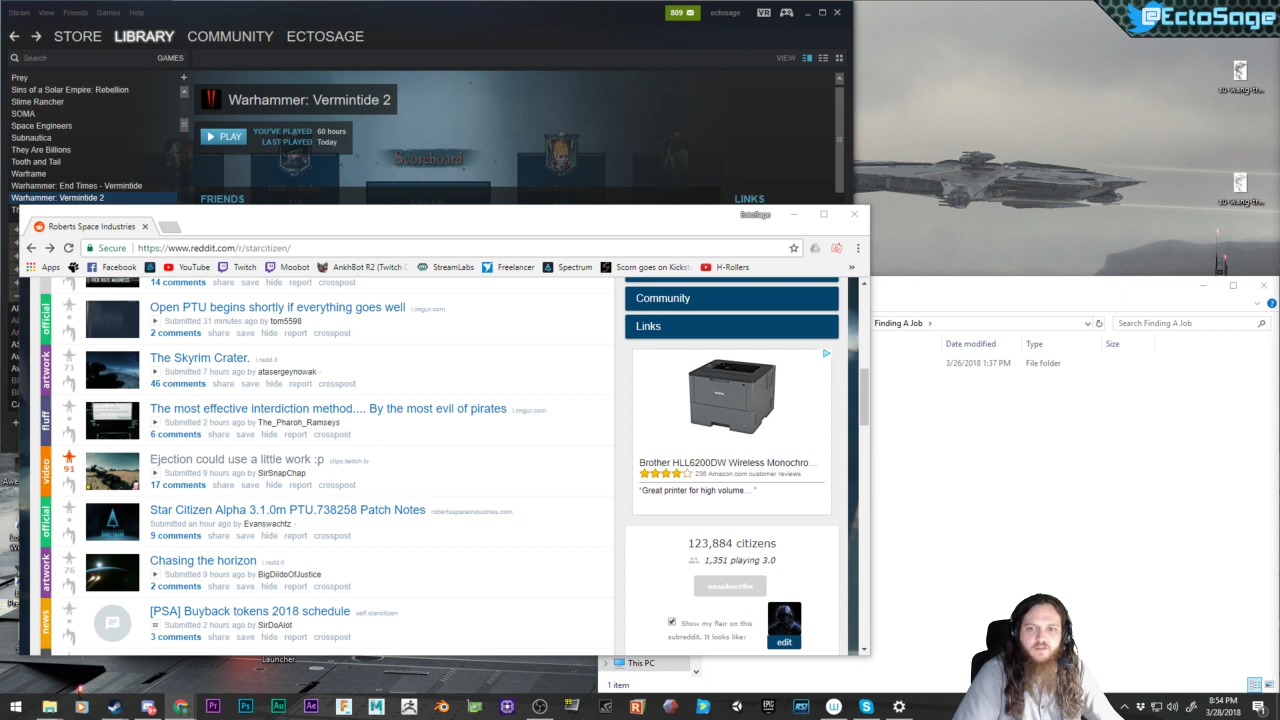 Steam View Friends Games Help
809
ectosage
VR
@EctoSage
STORE LIBRARY COMMUNITY ECTOSAGE
Search GAMES
VIEW
Prey
Sins of a Solar Empire: Rebellion
Slime Rancher
SOMA
Space Engineers
Subnautica
They Are Billions
Tooth and Tail
Warframe
Warhammer: End Times - Vermintide
Warhammer: Vermintide 2
Warhammer: Vermintide 2
PLAY
YOU'VE PLAYED 60 hours
LAST PLAYED Today
Scoreboard
FRIENDS LINKS
su-wang-tr...
su-wang-tr...
Roberts Space Industries
EctoSage
Secure https://www.reddit.com/r/starcitizen/
Apps Facebook YouTube Twitch Moobot AnkhBot R2 (Twitch C StreamLabs Freelancer Spectrum Scorn goes on Kickst H-Rollers »
14 comments share save hide report crosspost
official
Open PTU begins shortly if everything goes well i.imgur.com
Submitted 31 minutes ago by tom5598
2 comments share save hide report crosspost
artwork
71
The Skyrim Crater. i.redd.it
Submitted 7 hours ago by atasergeynowak -
46 comments share save hide report crosspost
fluff
The most effective interdiction method.... By the most evil of pirates i.imgur.com
Submitted 2 hours ago by The_Pharoh_Ramseys
6 comments share save hide report crosspost
video
91
Ejection could use a little work :p clips.twitch.tv
Submitted 9 hours ago by SirSnapChap
17 comments share save hide report crosspost
official
Star Citizen Alpha 3.1.0m PTU.738258 Patch Notes robertsspaceindustries.com
Submitted an hour ago by Evanswachtz -
9 comments share save hide report crosspost
artwork
76
Chasing the horizon i.redd.it
Submitted 9 hours ago by BigDildoOfJustice
2 comments share save hide report crosspost
news
[PSA] Buyback tokens 2018 schedule self.starcitizen
Submitted 2 hours ago by SirDoAlot
3 comments share save hide report crosspost
Community
Links
Brother HLL6200DW Wireless Monochro...
236 Amazon.com customer reviews
"Great printer for high volume... "
123,884 citizens
1,351 playing 3.0
unsubscribe
Show my flair on this
subreddit. It looks like:
edit
Finding A Job
Search Finding A Job
Date modified Type Size
3/26/2018 1:37 PM File folder
This PC
1 item
Launcher
8:54 PM
3/28/2018